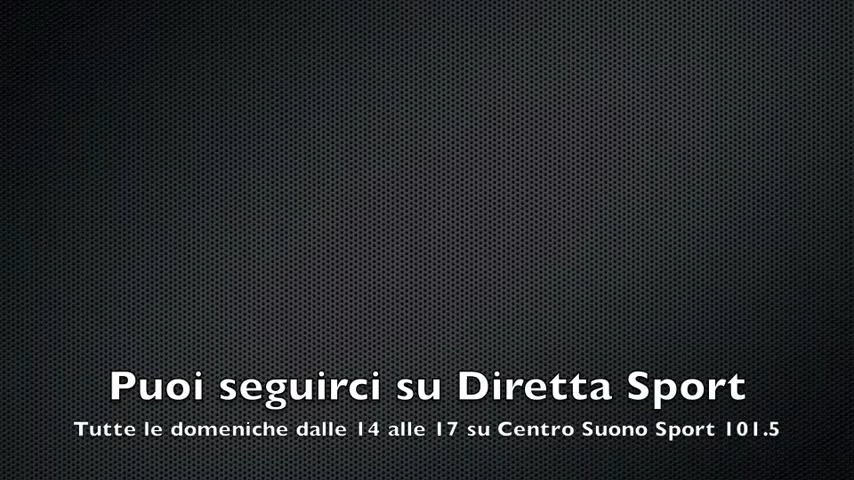 Puoi seguirci su Diretta Sport
Tutte le domeniche dalle 14 alle 17 su Centro Suono Sport 101.5